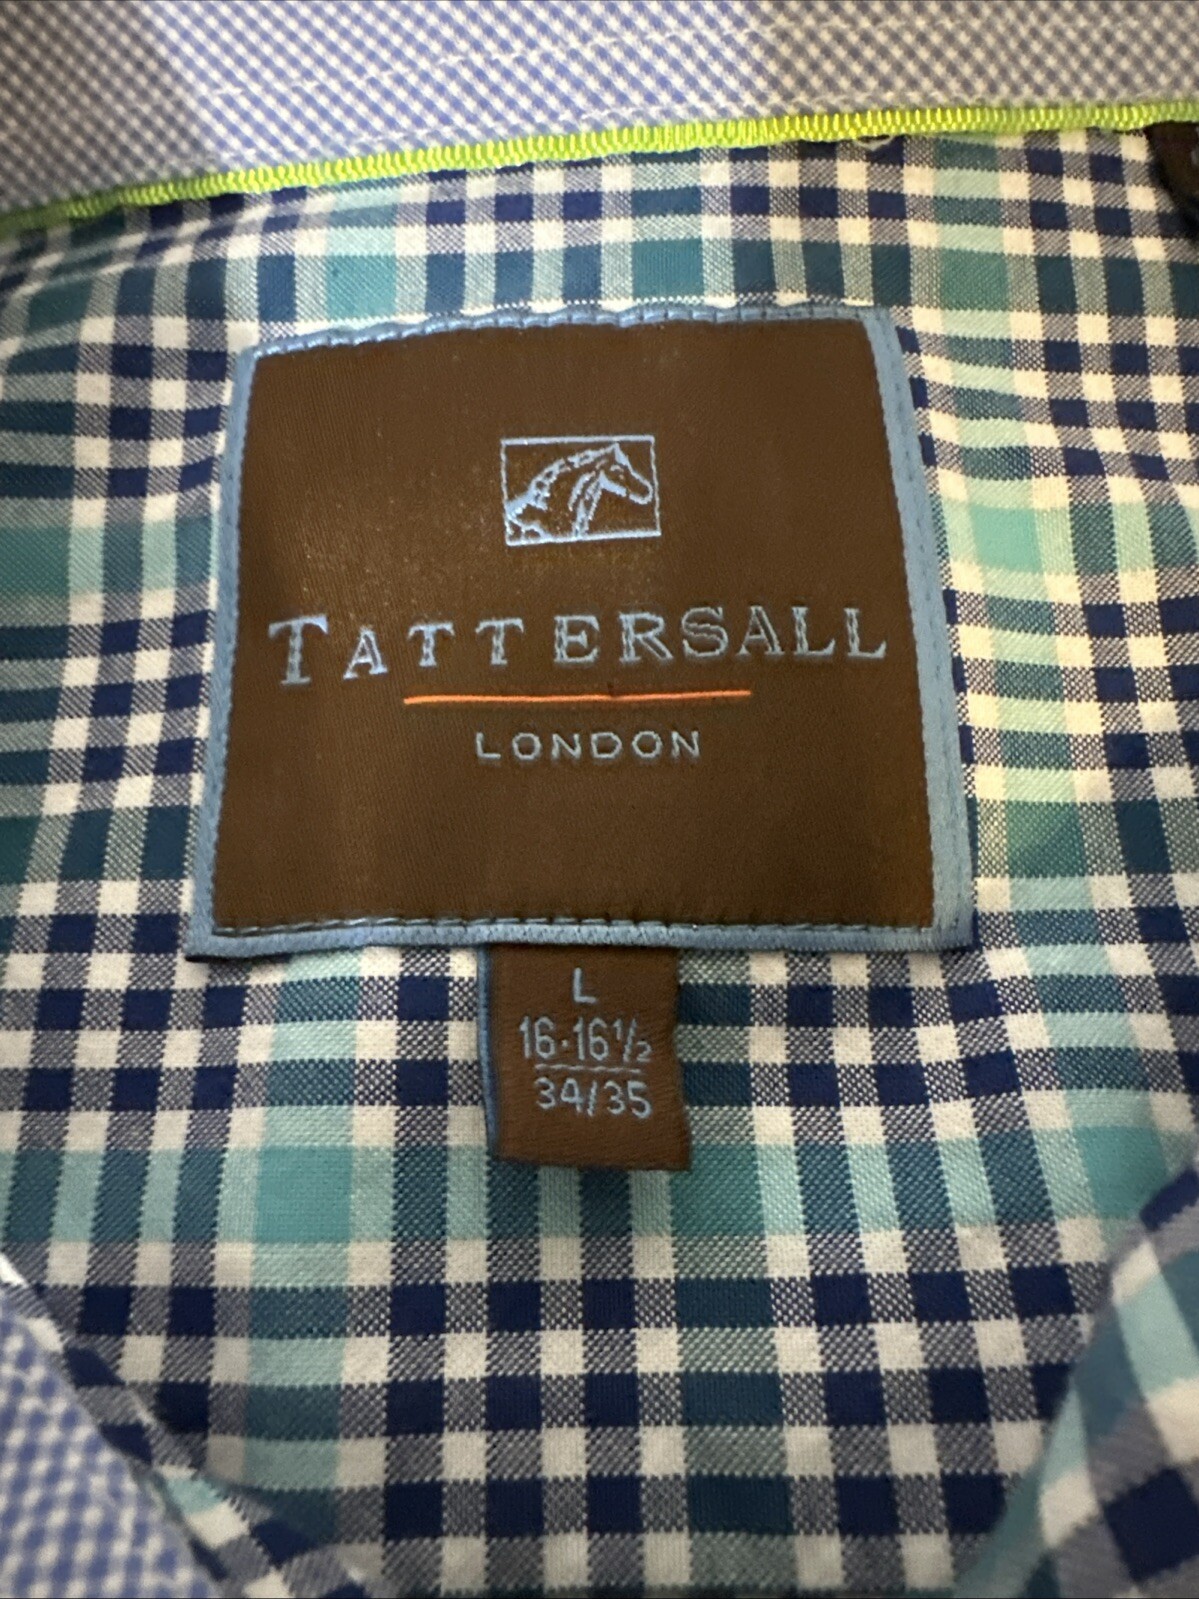 TATTERSALL
LONDON
L
16·16½
34/35